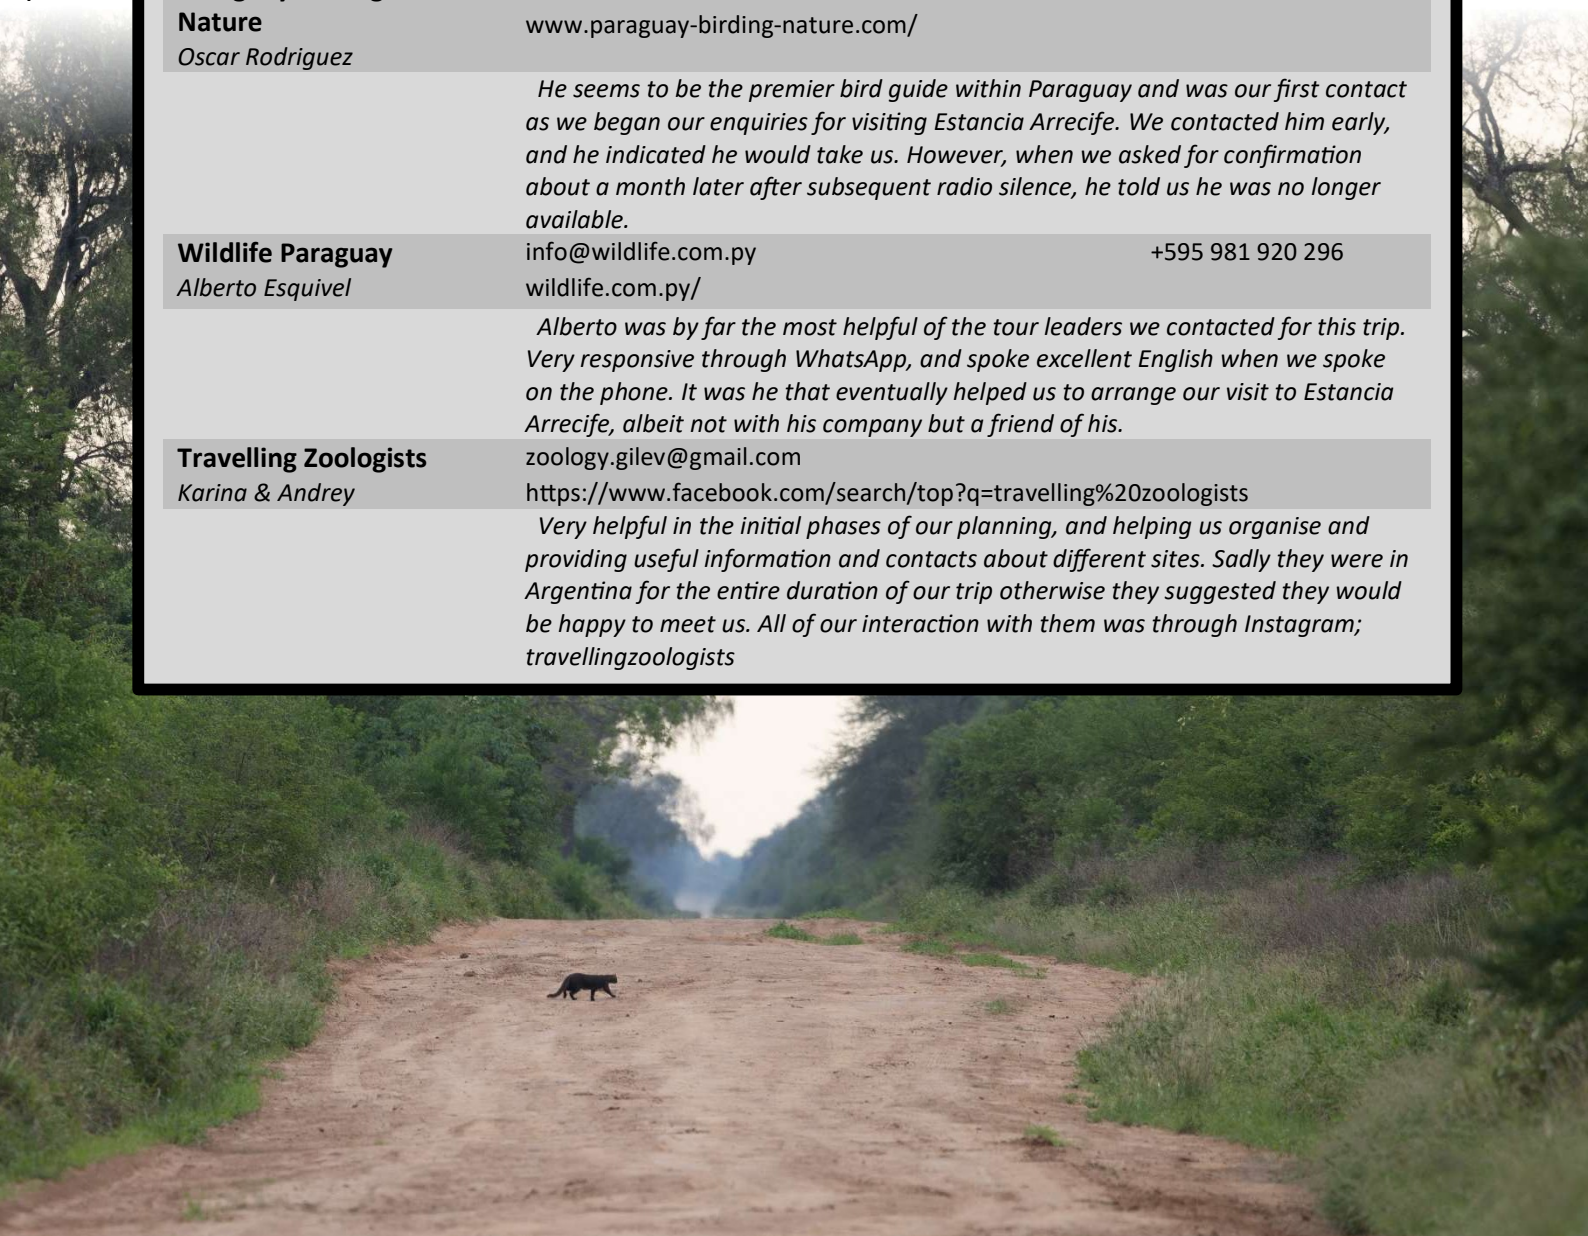 Nature
www.paraguay-birding-nature.com/
Oscar Rodriguez
He seems to be the premier bird guide within Paraguay and was our first contact
as we began our enquiries for visiting Estancia Arrecife. We contacted him early,
and he indicated he would take us. However, when we asked for confirmation
about a month later after subsequent radio silence, he told us he was no longer
available.
Wildlife Paraguay
info@wildlife.com.py
+595 981 920 296
Alberto Esquivel
wildlife.com.py/
Alberto was by far the most helpful of the tour leaders we contacted for this trip.
Very responsive through WhatsApp, and spoke excellent English when we spoke
on the phone. It was he that eventually helped us to arrange our visit to Estancia
Arrecife, albeit not with his company but a friend of his.
Travelling Zoologists
zoology.gilev@gmail.com
Karina & Andrey
https://www.facebook.com/search/top?q=travelling%20zoologists
Very helpful in the initial phases of our planning, and helping us organise and
providing useful information and contacts about different sites. Sadly they were in
Argentina for the entire duration of our trip otherwise they suggested they would
be happy to meet us. All of our interaction with them was through Instagram;
travellingzoologists